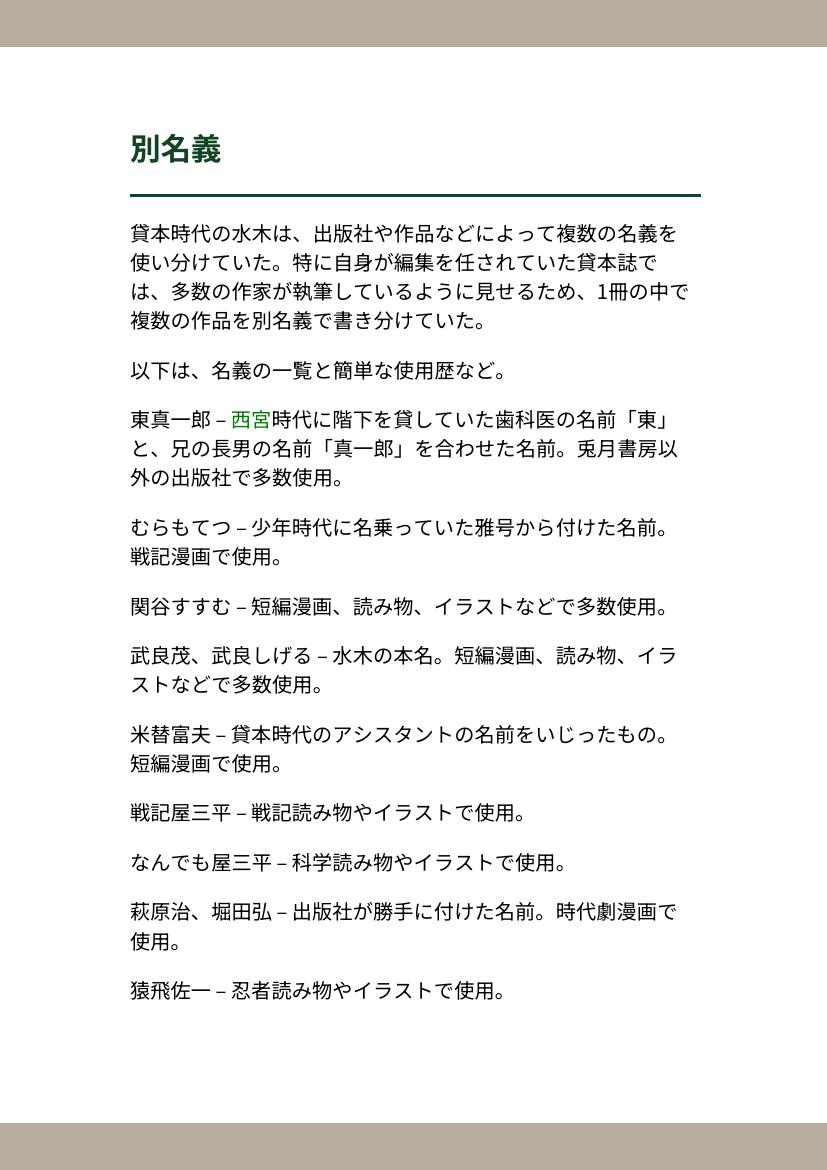 別名義
貸本時代の水木は、出版社や作品などによって複数の名義を
使い分けていた。特に自身が編集を任されていた貸本誌で
は、多数の作家が執筆しているように見せるため、1冊の中で
複数の作品を別名義で書き分けていた。
以下は、名義の一覧と簡単な使用歴など。
東真一郎 – 西宮時代に階下を貸していた歯科医の名前「東」
と、兄の長男の名前「真一郎」を合わせた名前。兎月書房以
外の出版社で多数使用。
むらもてつ – 少年時代に名乗っていた雅号から付けた名前。
戦記漫画で使用。
関谷すすむ – 短編漫画、読み物、イラストなどで多数使用。
武良茂、武良しげる – 水木の本名。短編漫画、読み物、イラ
ストなどで多数使用。
米替富夫 – 貸本時代のアシスタントの名前をいじったもの。
短編漫画で使用。
戦記屋三平 – 戦記読み物やイラストで使用。
なんでも屋三平 – 科学読み物やイラストで使用。
萩原治、堀田弘 – 出版社が勝手に付けた名前。時代劇漫画で
使用。
猿飛佐一 – 忍者読み物やイラストで使用。